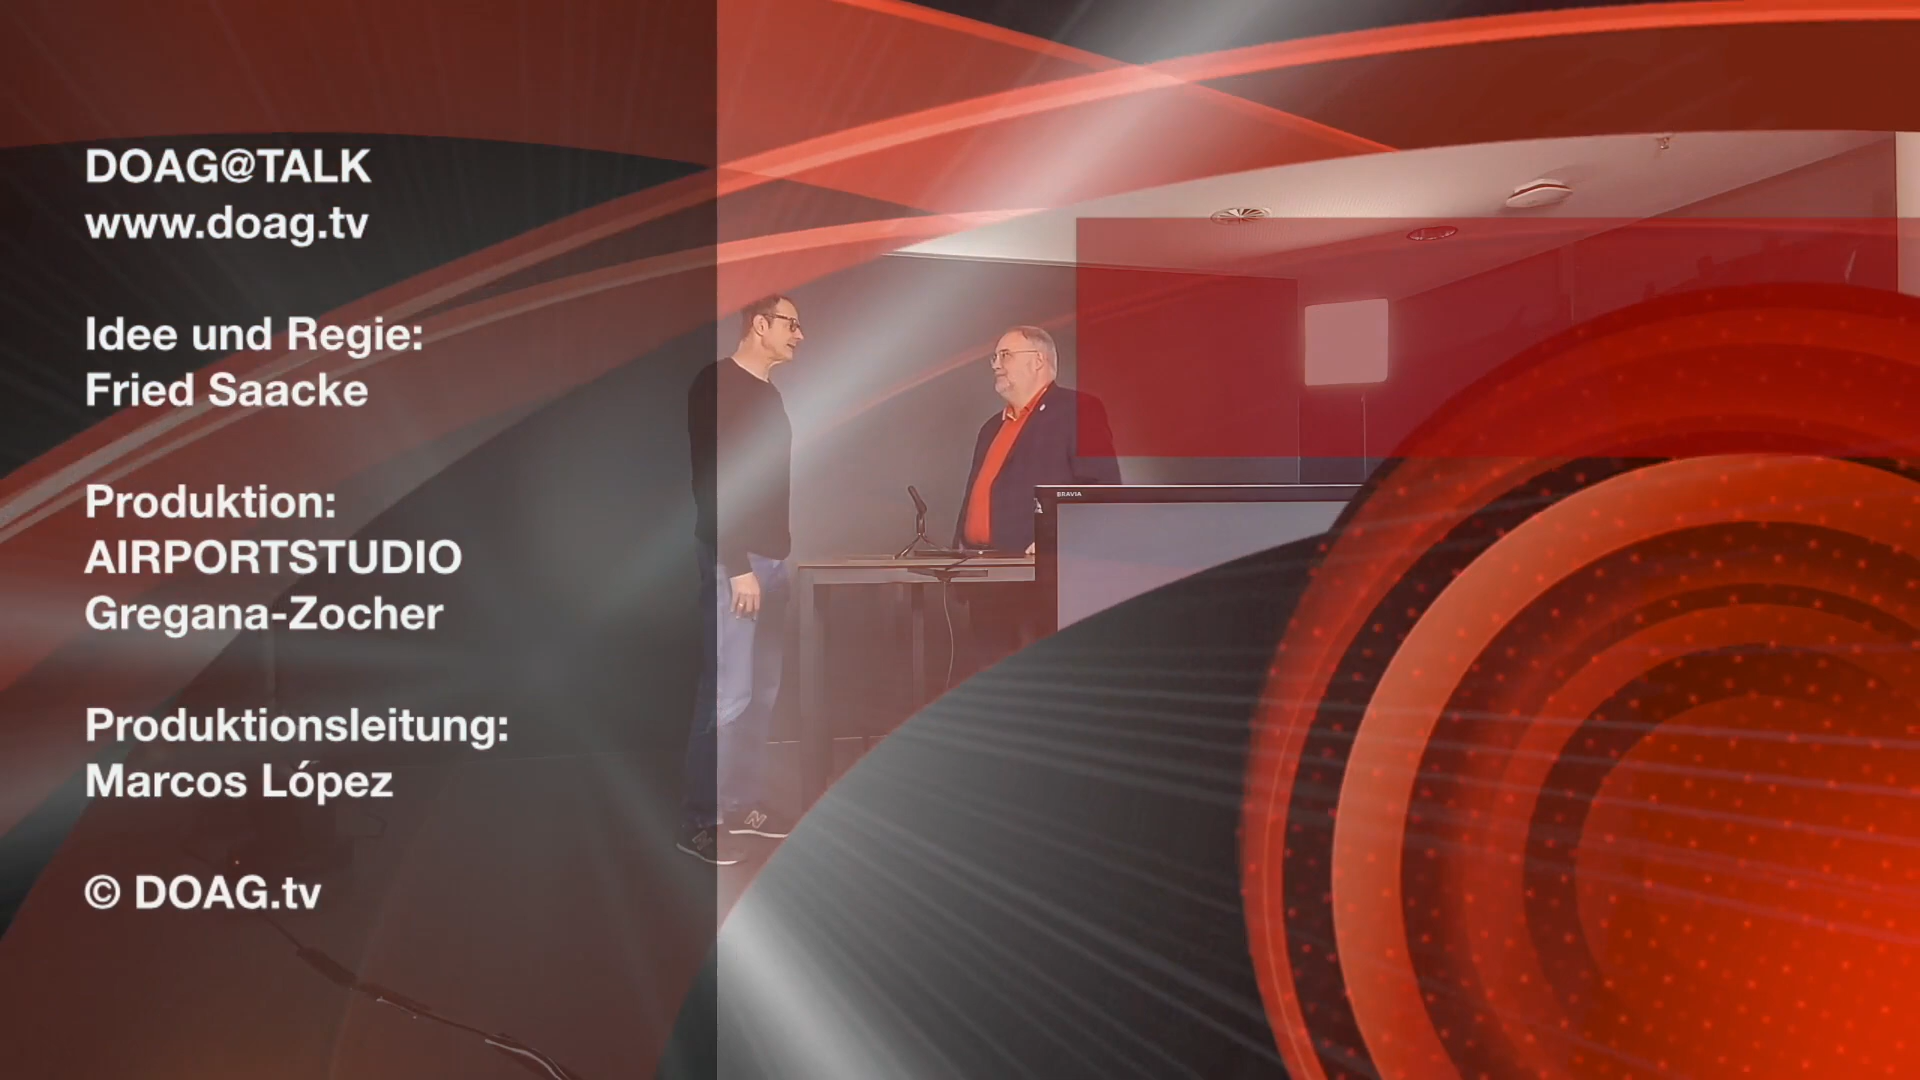 DOAG@TALK
www.doag.tv
Idee und Regie:
Fried Saacke
Produktion:
AIRPORTSTUDIO
Gregana-Zocher
Produktionsleitung:
Marcos López
© DOAG.tv
BRAVIA
N